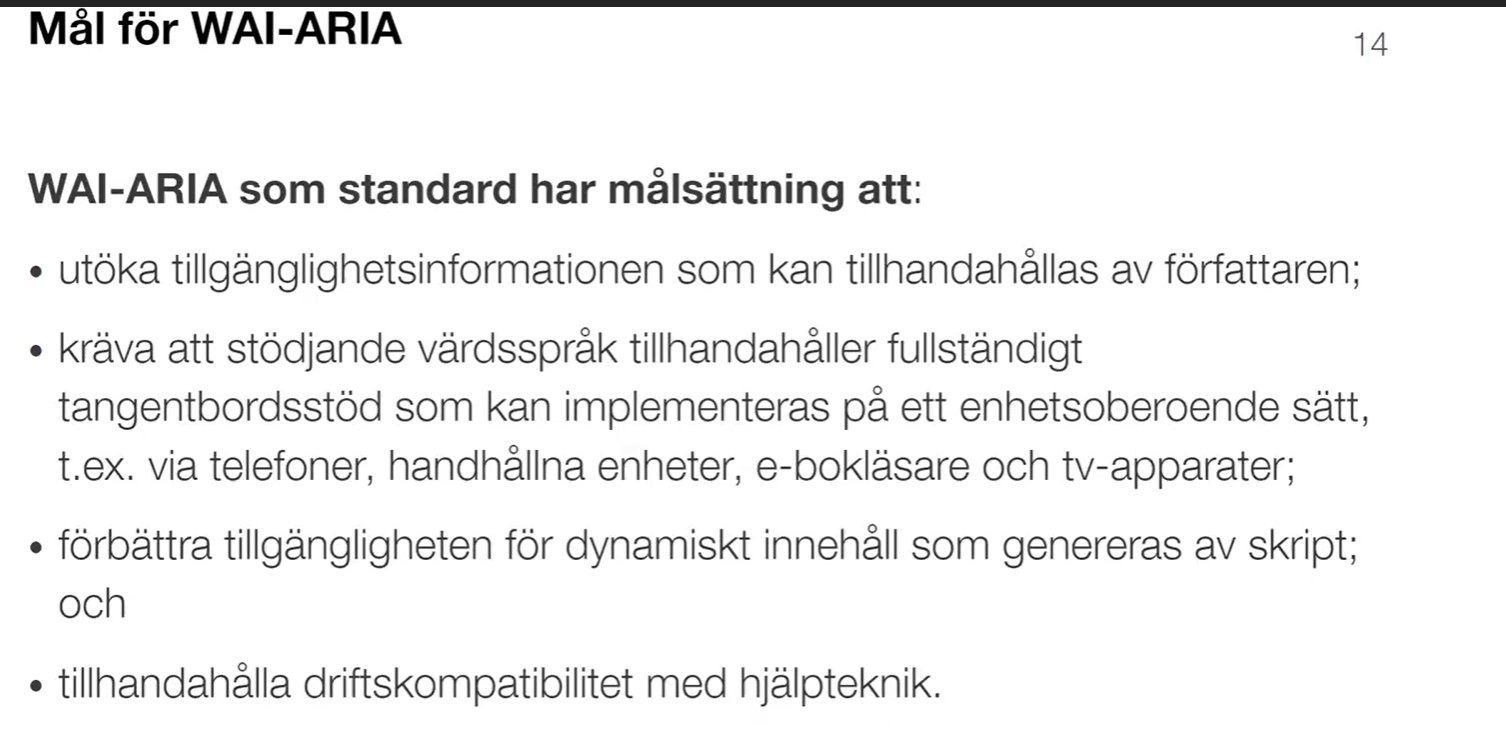 Mål för WAI-ARIA
14
WAI-ARIA som standard har målsättning att:
• utöka tillgänglighetsinformationen som kan tillhandahållas av författaren;
• kräva att stödjande värdsspråk tillhandahåller fullständigt
tangentbordsstöd som kan implementeras på ett enhetsoberoende sätt,
t.ex. via telefoner, handhållna enheter, e-bokläsare och tv-apparater;
• förbättra tillgängligheten för dynamiskt innehåll som genereras av skript;
och
• tillhandahålla driftskompatibilitet med hjälpteknik.